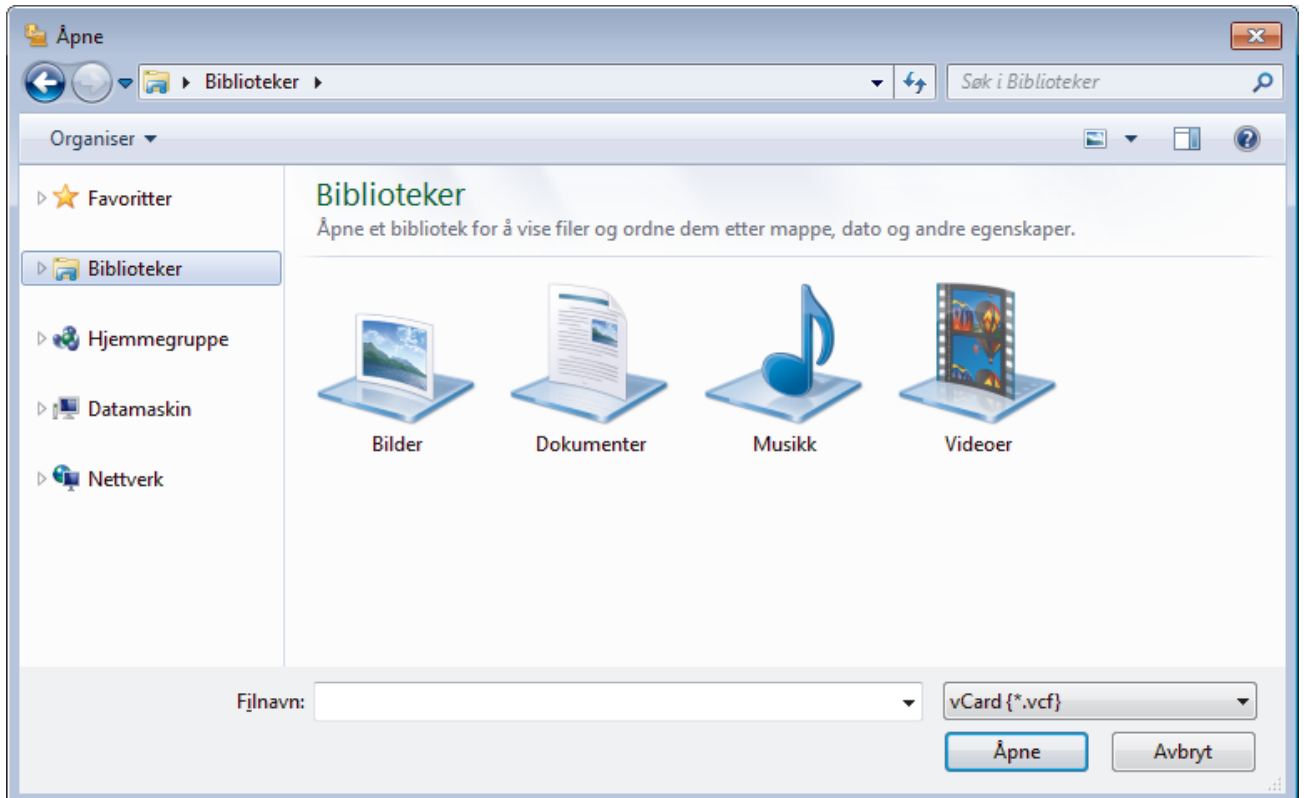 Åpne
Biblioteker
Søk i Biblioteker
Organiser
Favoritter
Biblioteker
Hjemmegruppe
Datamaskin
Nettverk
Biblioteker
Åpne et bibliotek for å vise filer og ordne dem etter mappe, dato og andre egenskaper.
Bilder
Dokumenter
Musikk
Videoer
Filnavn:
vCard {*.vcf}
Åpne
Avbryt